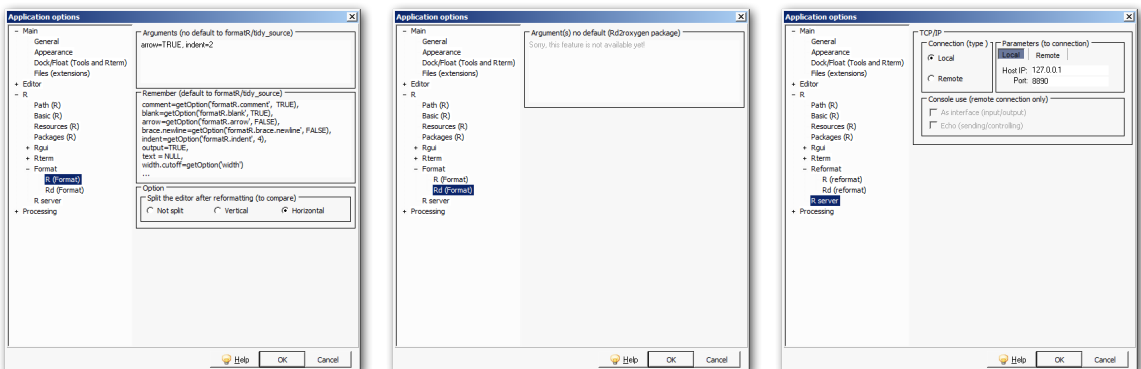 Application options
- Main
General
Appearance
Dock/Float (Tools and Rterm)
Files (extensions)
+ Editor
- R
Path (R)
Basic (R)
Resources (R)
Packages (R)
+ Rgui
+ Rterm
- Format
R (Format)
Rd (Format)
R server
+ Processing
Arguments (no default to formatR/tidy_source)
arrow=TRUE, indent=2
Remember (default to formatR/tidy_source)
comment=getOption('formatR.comment', TRUE),
blank=getOption('formatR.blank', TRUE),
arrow=getOption('formatR.arrow', FALSE),
brace.newline=getOption('formatR.brace.newline', FALSE),
indent=getOption('formatR.indent', 4),
output=TRUE,
text = NULL,
width.cutoff=getOption('width')
...
Option
Split the editor after reformatting (to compare)
Not split Vertical Horizontal
Help OK Cancel
Application options
- Main
General
Appearance
Dock/Float (Tools and Rterm)
Files (extensions)
+ Editor
- R
Path (R)
Basic (R)
Resources (R)
Packages (R)
+ Rgui
+ Rterm
- Format
R (Format)
Rd (Format)
R server
+ Processing
Argument(s) no default (Rd2roxygen package)
Sorry, this feature is not available yet!
Help OK Cancel
Application options
- Main
General
Appearance
Dock/Float (Tools and Rterm)
Files (extensions)
+ Editor
- R
Path (R)
Basic (R)
Resources (R)
Packages (R)
+ Rgui
+ Rterm
- Reformat
R (reformat)
Rd (reformat)
R server
+ Processing
TCP/IP
Connection (type )
Local
Remote
Parameters (to connection)
Local Remote
Host IP: 127.0.0.1
Port: 8890
Console use (remote connection only)
As interface (input/output)
Echo (sending/controlling)
Help OK Cancel